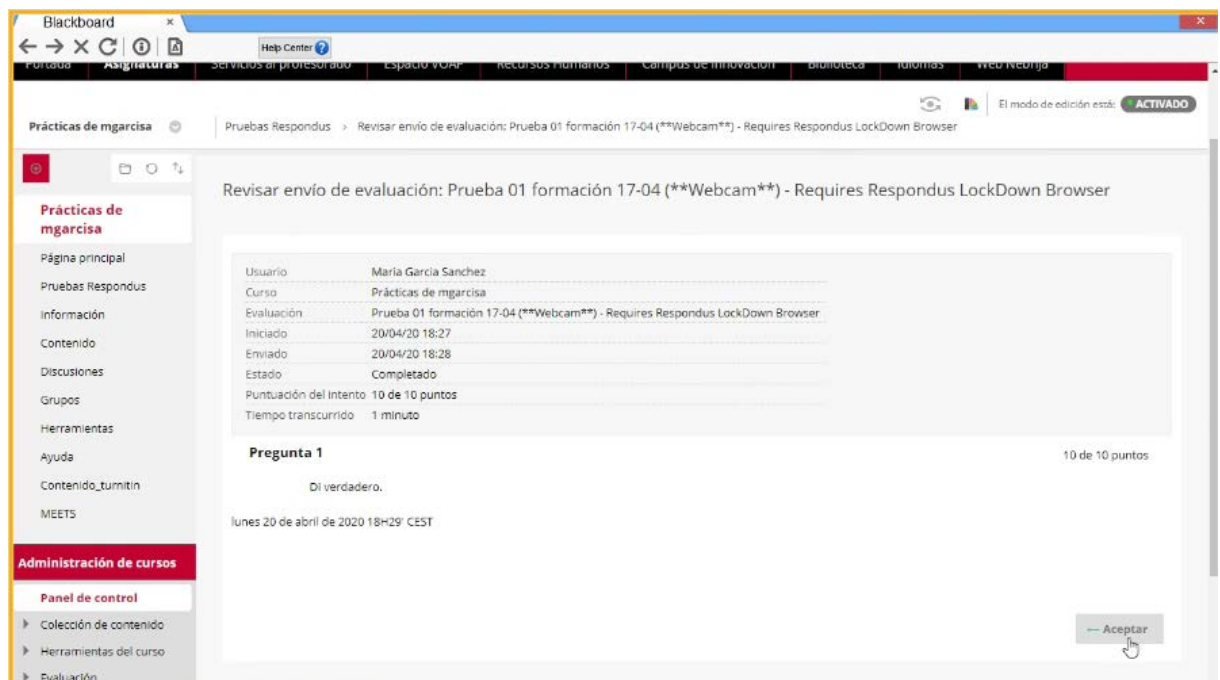 Blackboard
Help Center
Portada Asignaturas Servicios al profesorado Espacio VOAP Recursos Humanos Campus de Innovación Biblioteca Idiomas Web Nebrija
El modo de edición está: ACTIVADO
Prácticas de mgarcisa
Pruebas Respondus > Revisar envío de evaluación: Prueba 01 formación 17-04 (**Webcam**) - Requires Respondus LockDown Browser
Revisar envío de evaluación: Prueba 01 formación 17-04 (**Webcam**) - Requires Respondus LockDown Browser
Prácticas de
mgarcisa
Página principal
Pruebas Respondus
Información
Contenido
Discusiones
Grupos
Herramientas
Ayuda
Contenido_turnitin
MEETS
Administración de cursos
Panel de control
Colección de contenido
Herramientas del curso
Evaluación
Usuario María García Sanchez
Curso Prácticas de mgarcisa
Evaluación Prueba 01 formación 17-04 (**Webcam**) - Requires Respondus LockDown Browser
Iniciado 20/04/20 18:27
Enviado 20/04/20 18:28
Estado Completado
Puntuación del intento 10 de 10 puntos
Tiempo transcurrido 1 minuto
Pregunta 1 10 de 10 puntos
Di verdadero.
lunes 20 de abril de 2020 18H29' CEST
← Aceptar